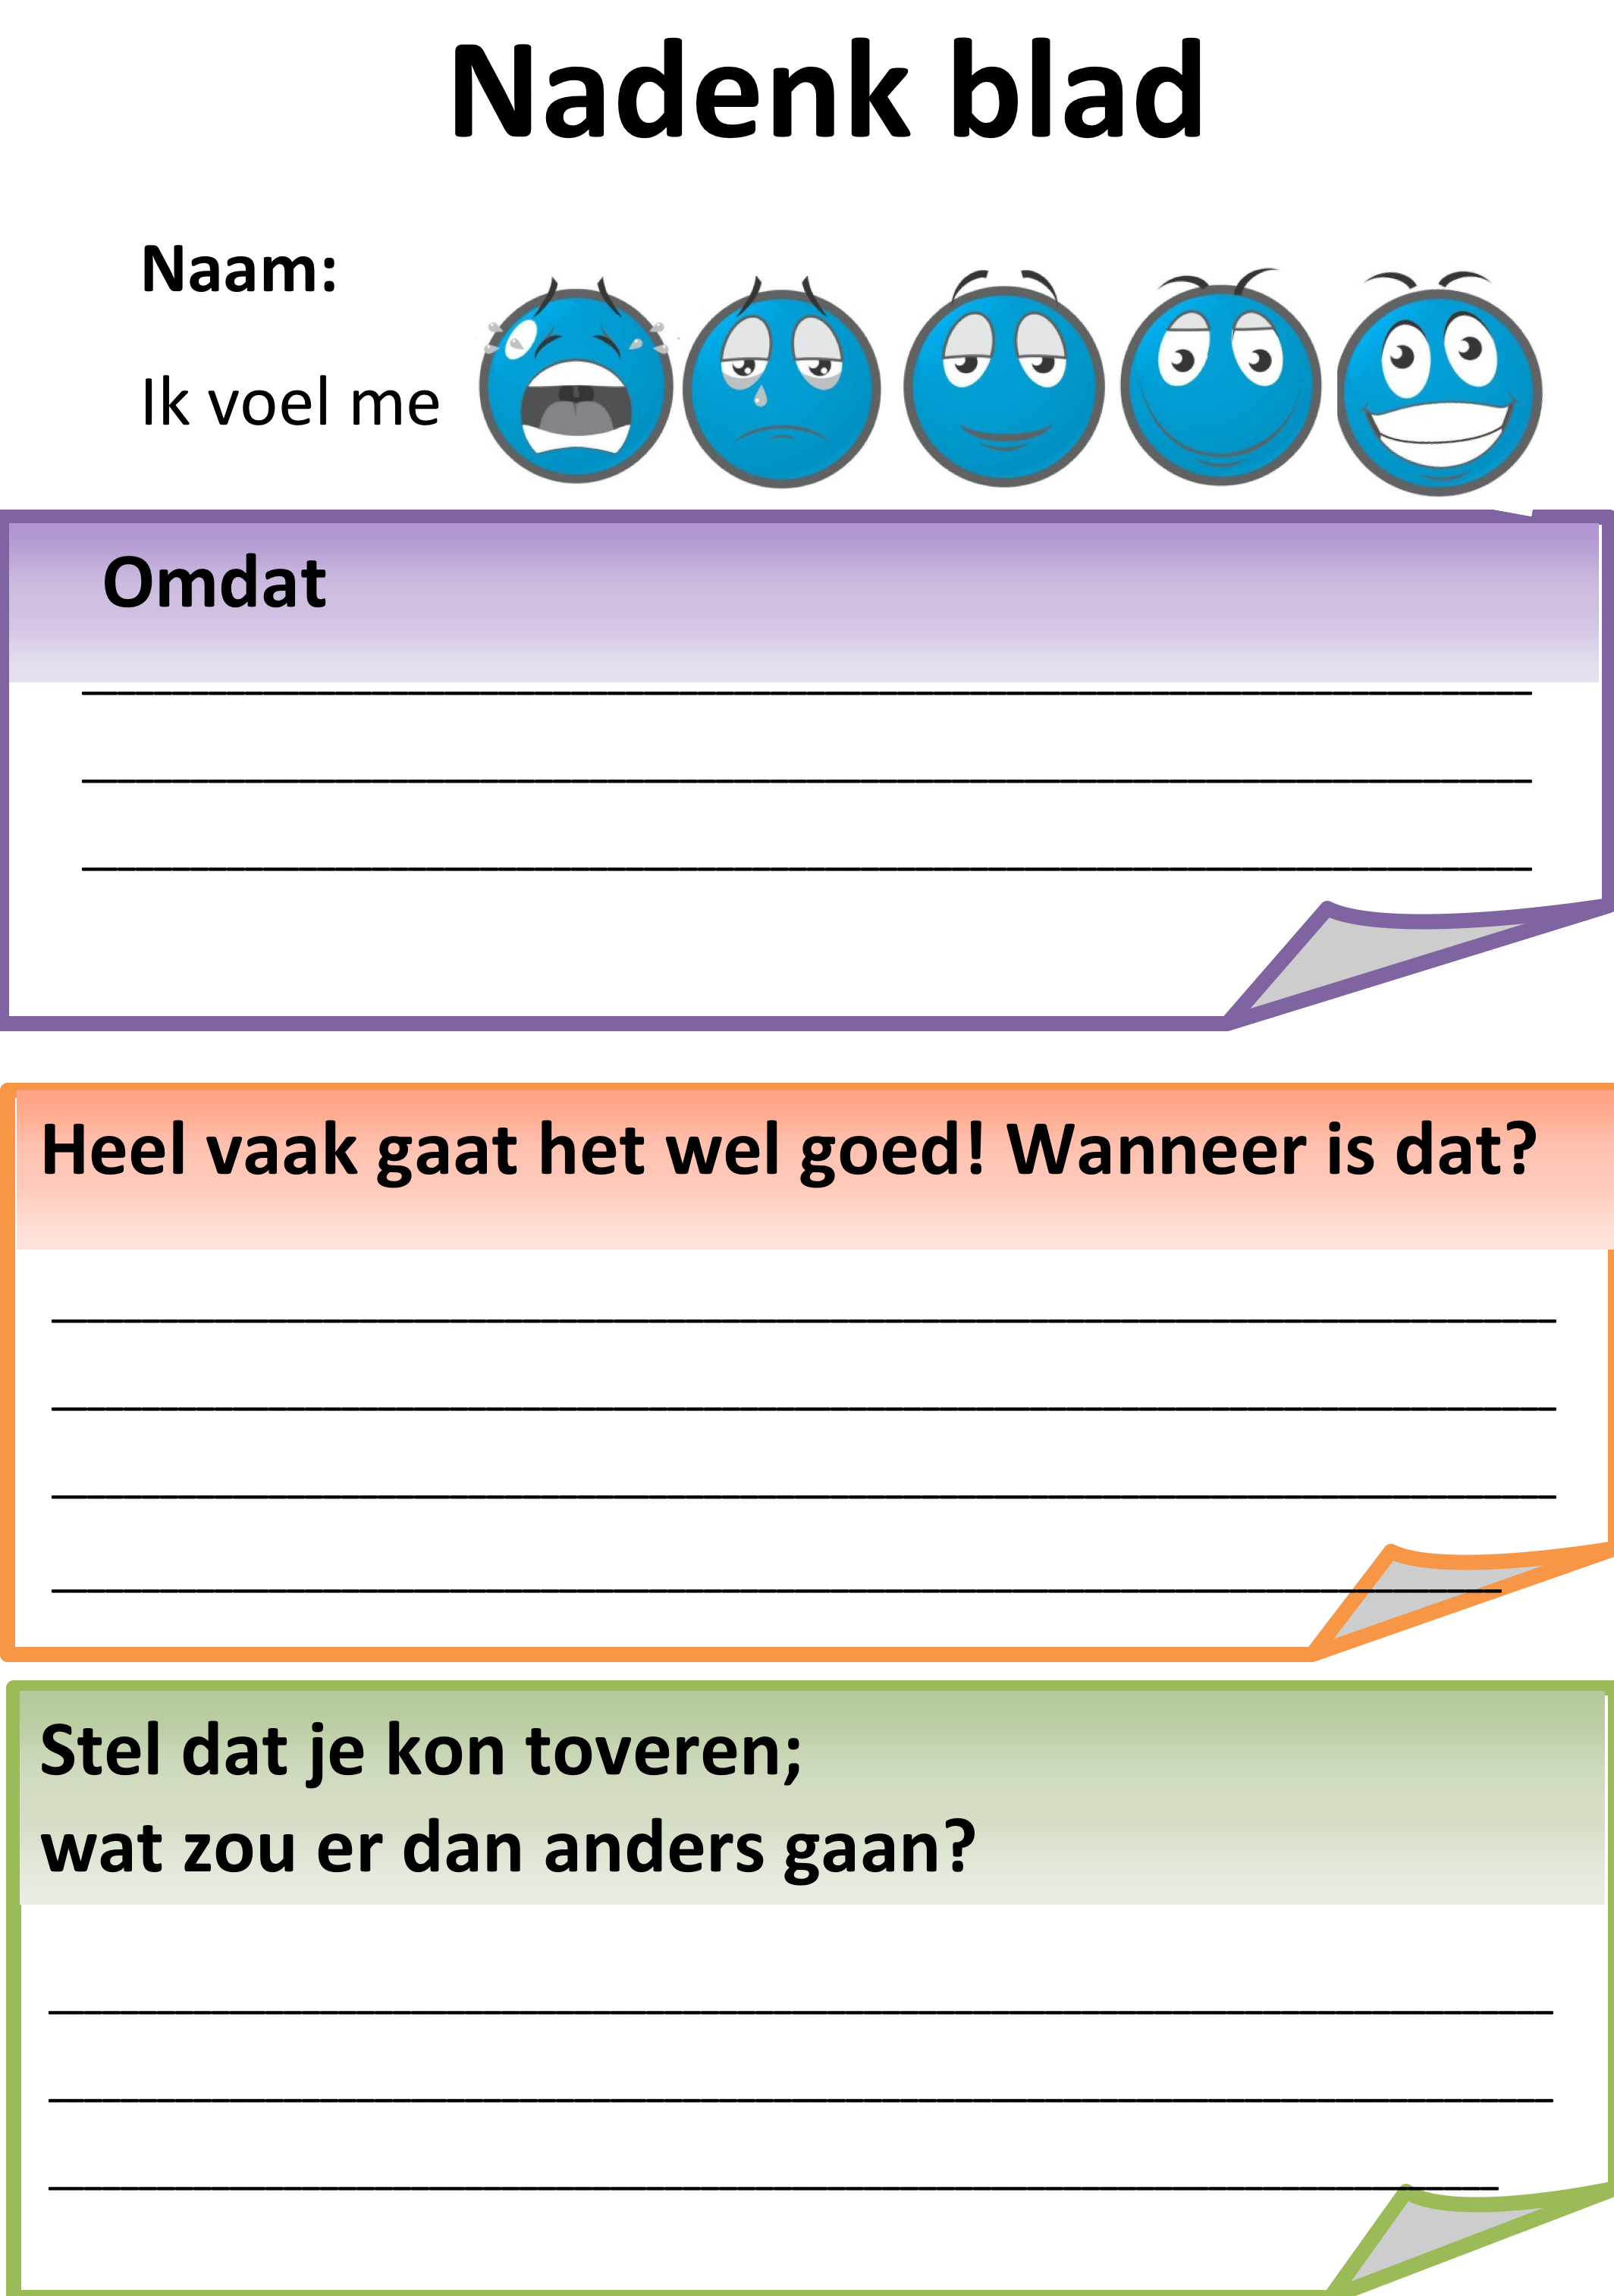 Nadenk blad
Naam:
Ik voel me
Omdat
Heel vaak gaat het wel goed! Wanneer is dat?
Stel dat je kon toveren;
wat zou er dan anders gaan?